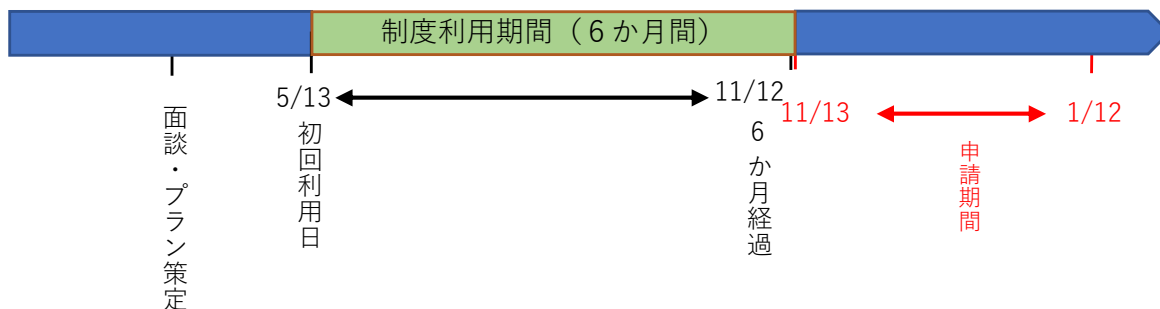 制度利用期間（6か月間）
5/13
11/12
11/13
1/12
面談・プラン策定
初回利用日
6か月経過
申請期間